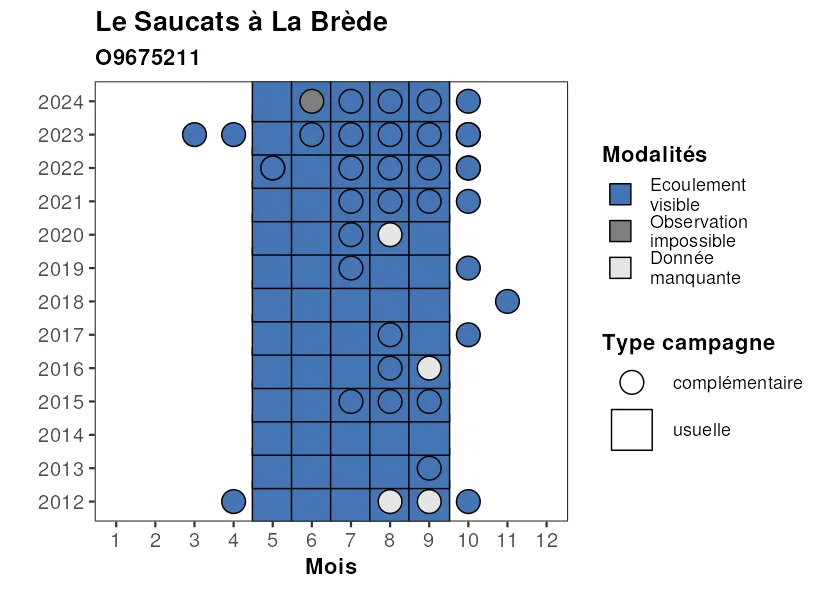 Le Saucats à La Brède
O9675211
2024
2023
2022
2021
2020
2019
2018
2017
2016
2015
2014
2013
2012
1 2 3 4 5 6 7 8 9 10 11 12
Mois
Modalités
Ecoulement
visible
Observation
impossible
Donnée
manquante
Type campagne
complémentaire
usuelle